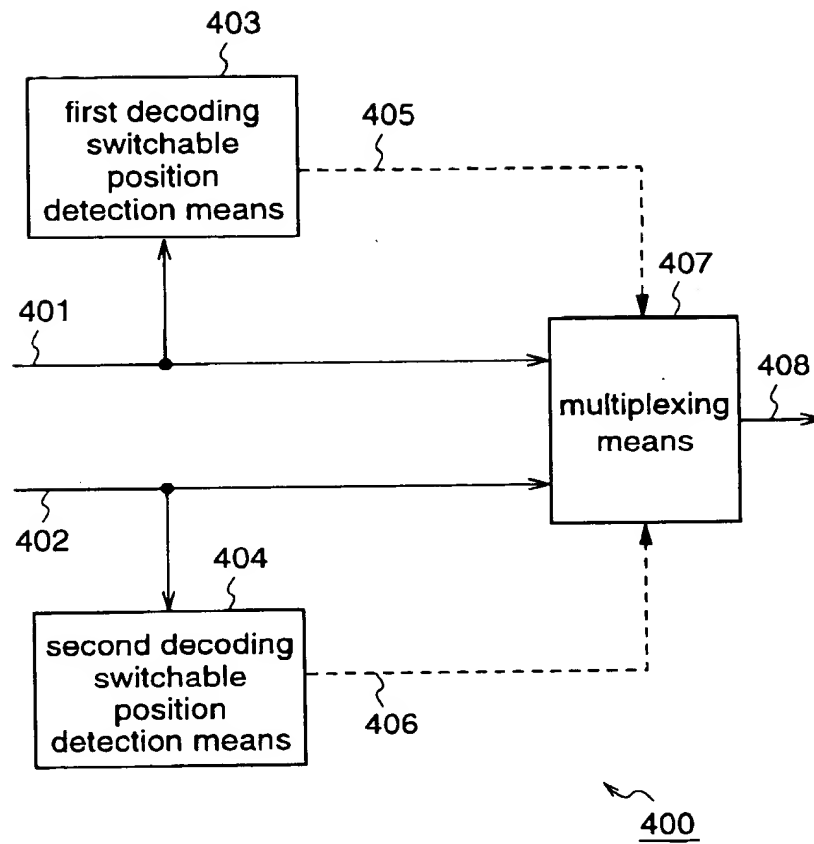 403
first decoding
switchable
position
detection means
405
407
401
408
multiplexing
means
402
404
second decoding
switchable
position
detection means
406
400